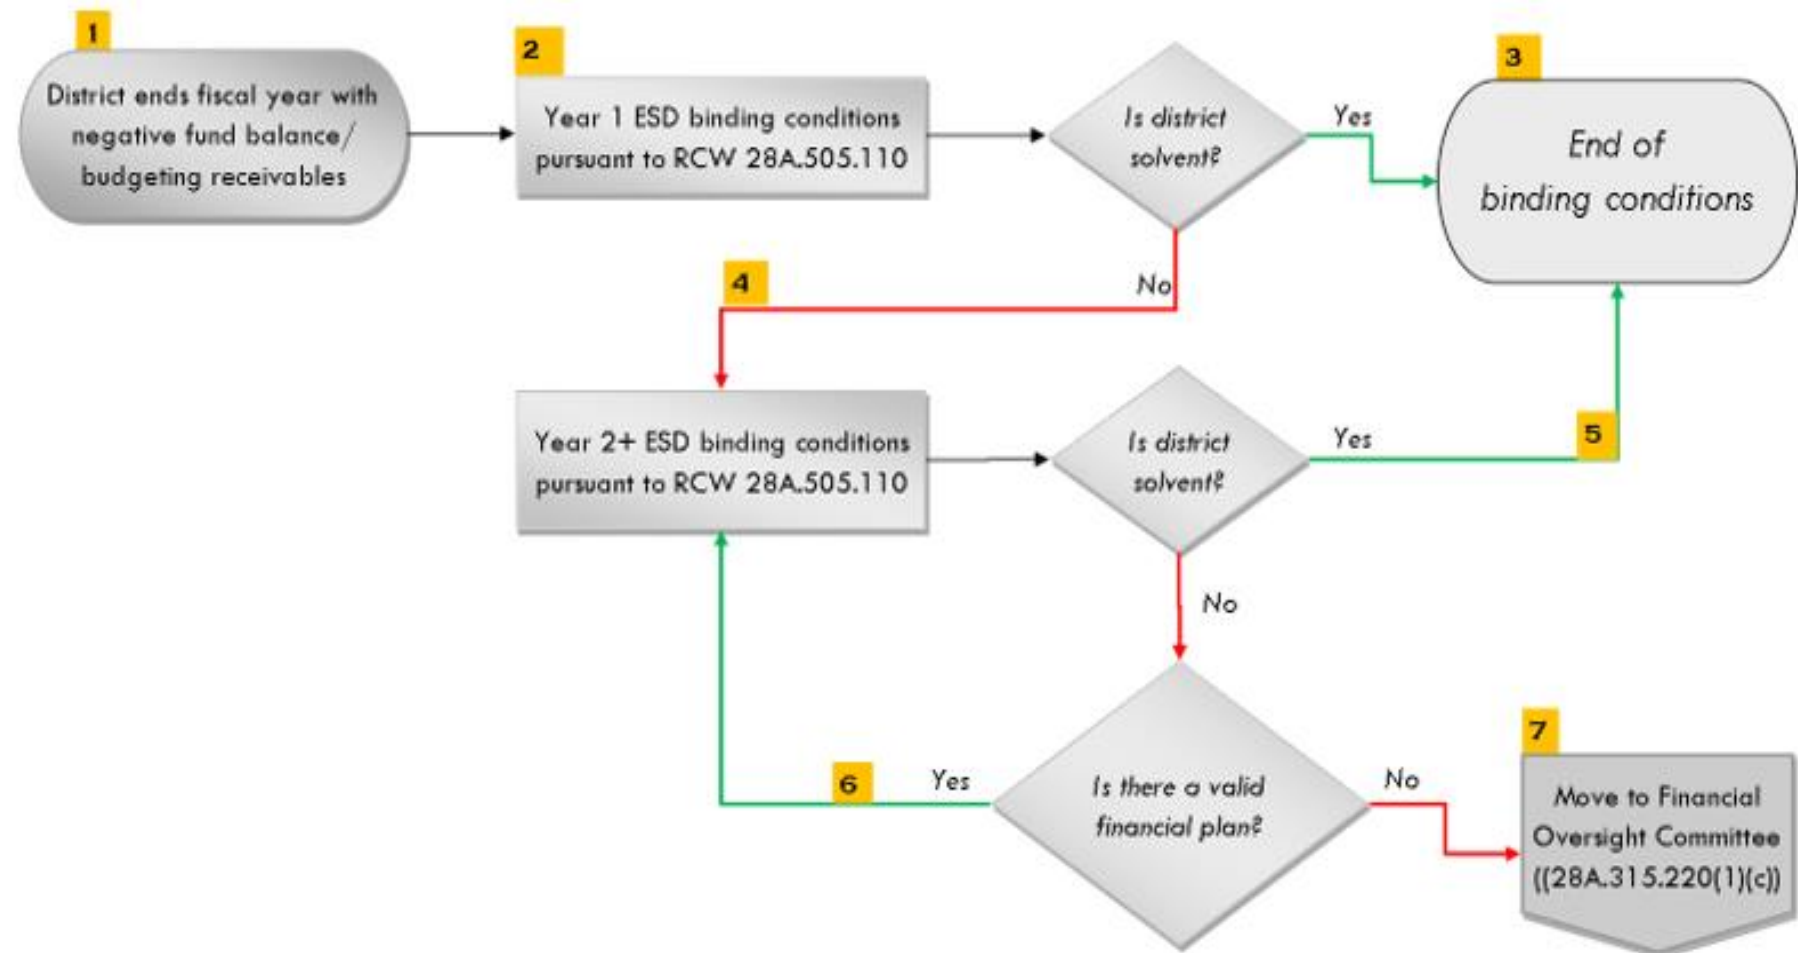 1
District ends fiscal year with
negative fund balance/
budgeting receivables
2
Year 1 ESD binding conditions
pursuant to RCW 28A.505.110
Is district
solvent?
Yes
3
End of
binding conditions
No
4
Year 2+ ESD binding conditions
pursuant to RCW 28A.505.110
Is district
solvent?
Yes
5
No
Is there a valid
financial plan?
Yes
6
No
7
Move to Financial
Oversight Committee
((28A.315.220(1)(c))